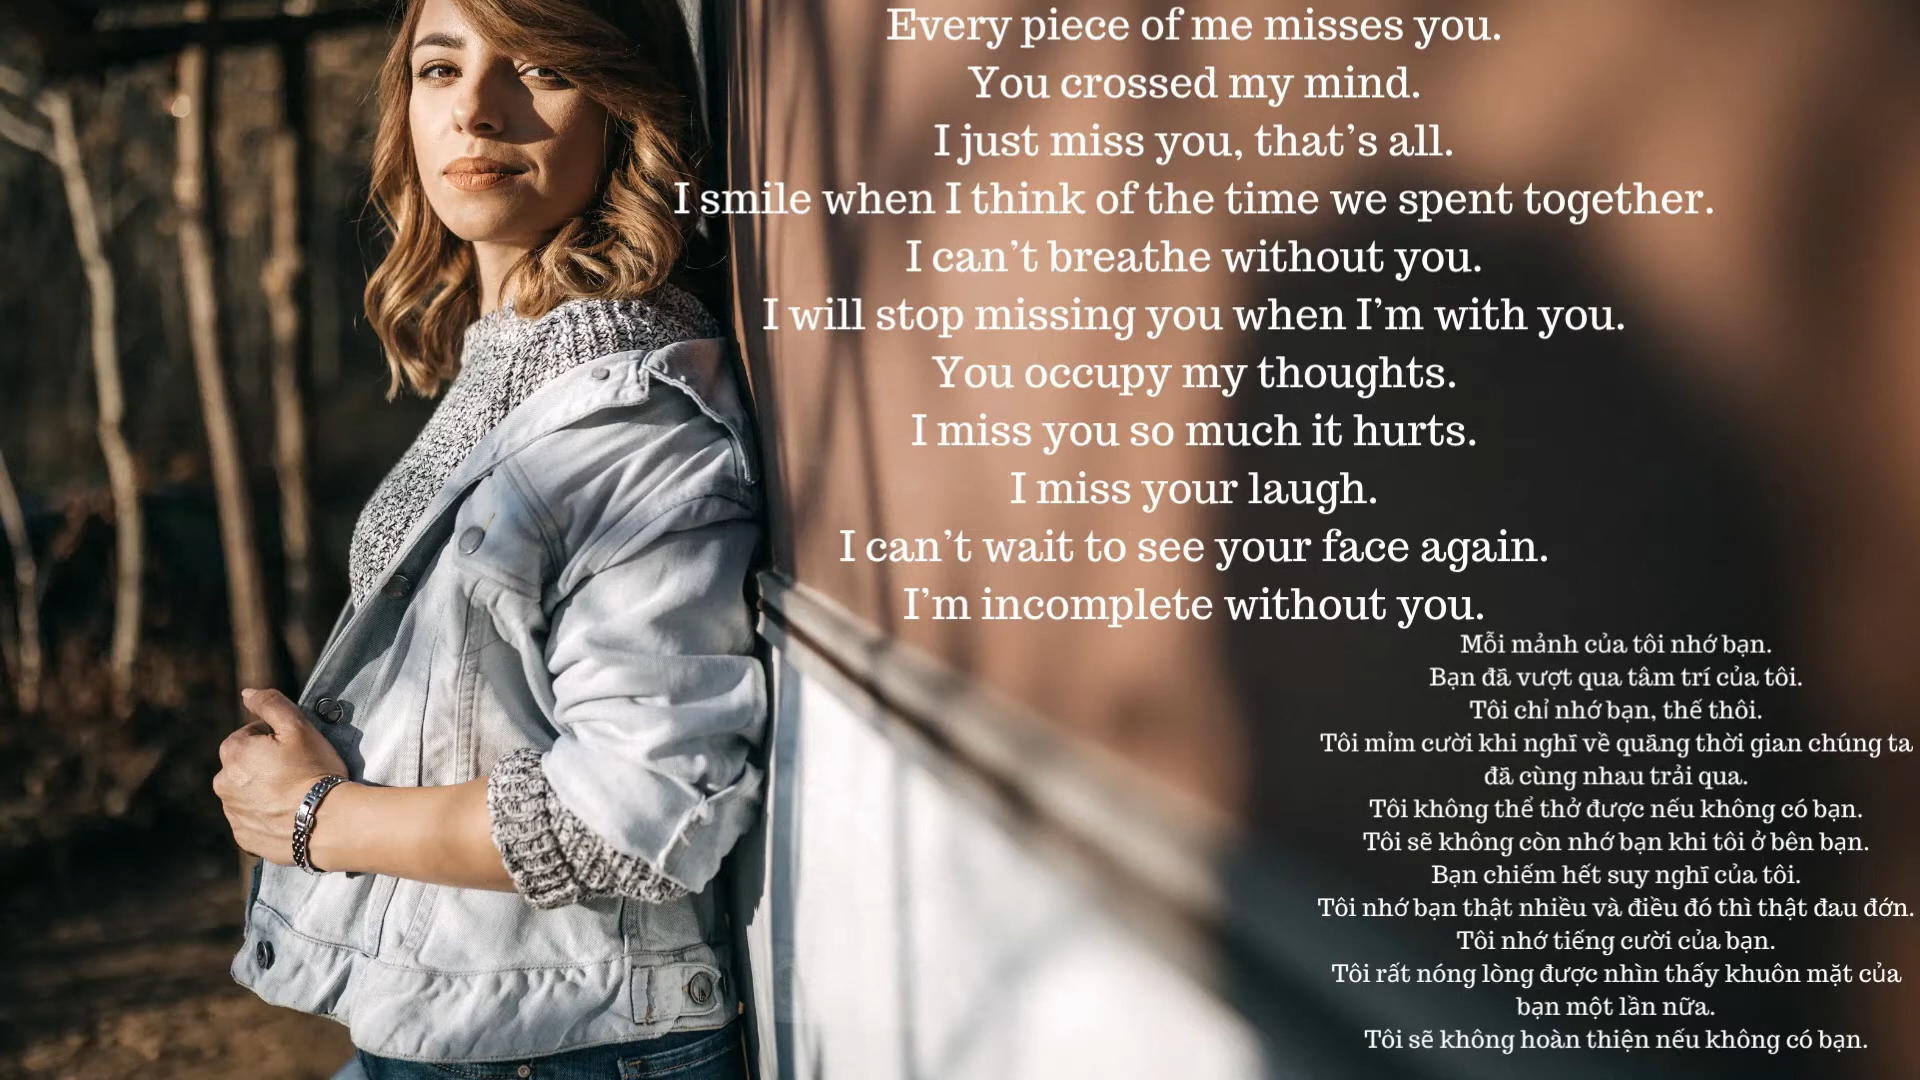 Every piece of me misses you.
You crossed my mind.
I just miss you, that’s all.
I smile when I think of the time we spent together.
I can’t breathe without you.
I will stop missing you when I’m with you.
You occupy my thoughts.
I miss you so much it hurts.
I miss your laugh.
I can’t wait to see your face again.
I’m incomplete without you.
Mỗi mảnh của tôi nhớ bạn.
Bạn đã vượt qua tâm trí của tôi.
Tôi chỉ nhớ bạn, thế thôi.
Tôi mỉm cười khi nghĩ về quãng thời gian chúng ta
đã cùng nhau trải qua.
Tôi không thể thở được nếu không có bạn.
Tôi sẽ không còn nhớ bạn khi tôi ở bên bạn.
Bạn chiếm hết suy nghĩ của tôi.
Tôi nhớ bạn thật nhiều và điều đó thì thật đau đớn.
Tôi nhớ tiếng cười của bạn.
Tôi rất nóng lòng được nhìn thấy khuôn mặt của
bạn một lần nữa.
Tôi sẽ không hoàn thiện nếu không có bạn.